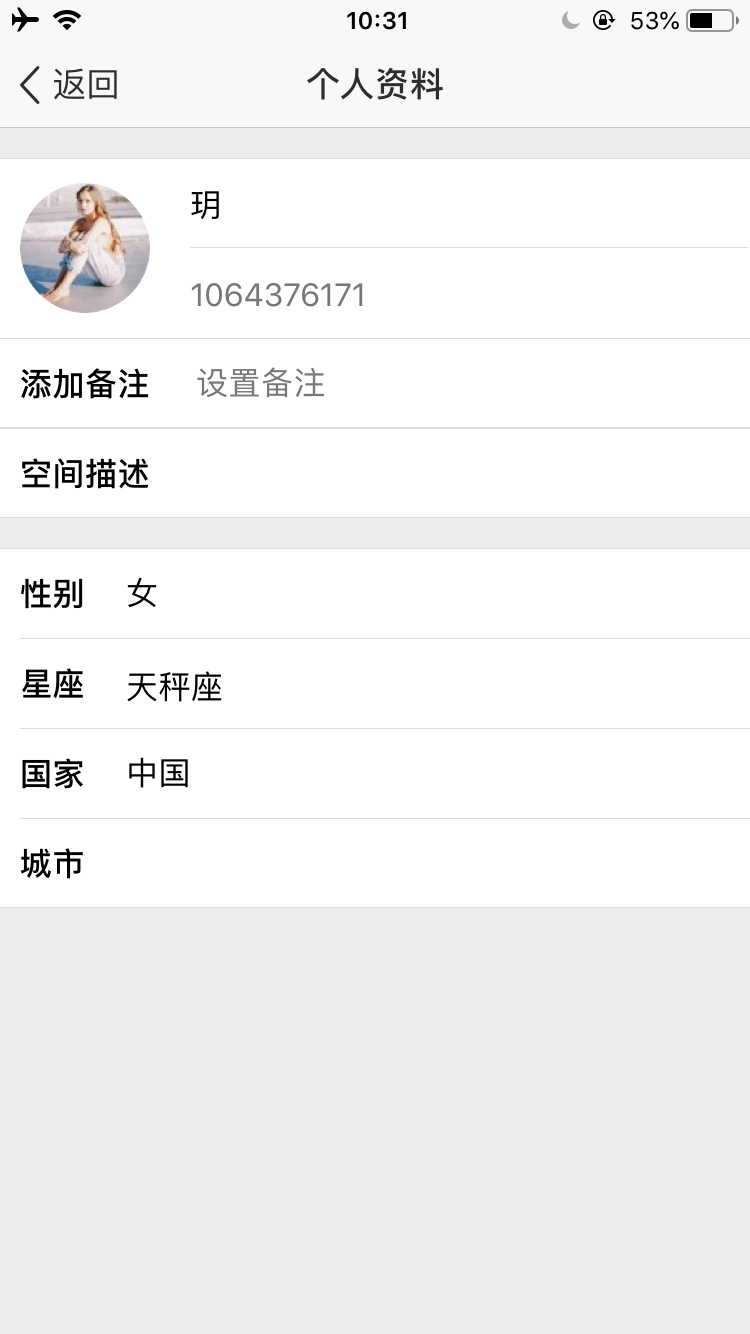 10:31 53%
返回 个人资料
玥
1064376171
添加备注 设置备注
空间描述
性别 女
星座 天秤座
国家 中国
城市